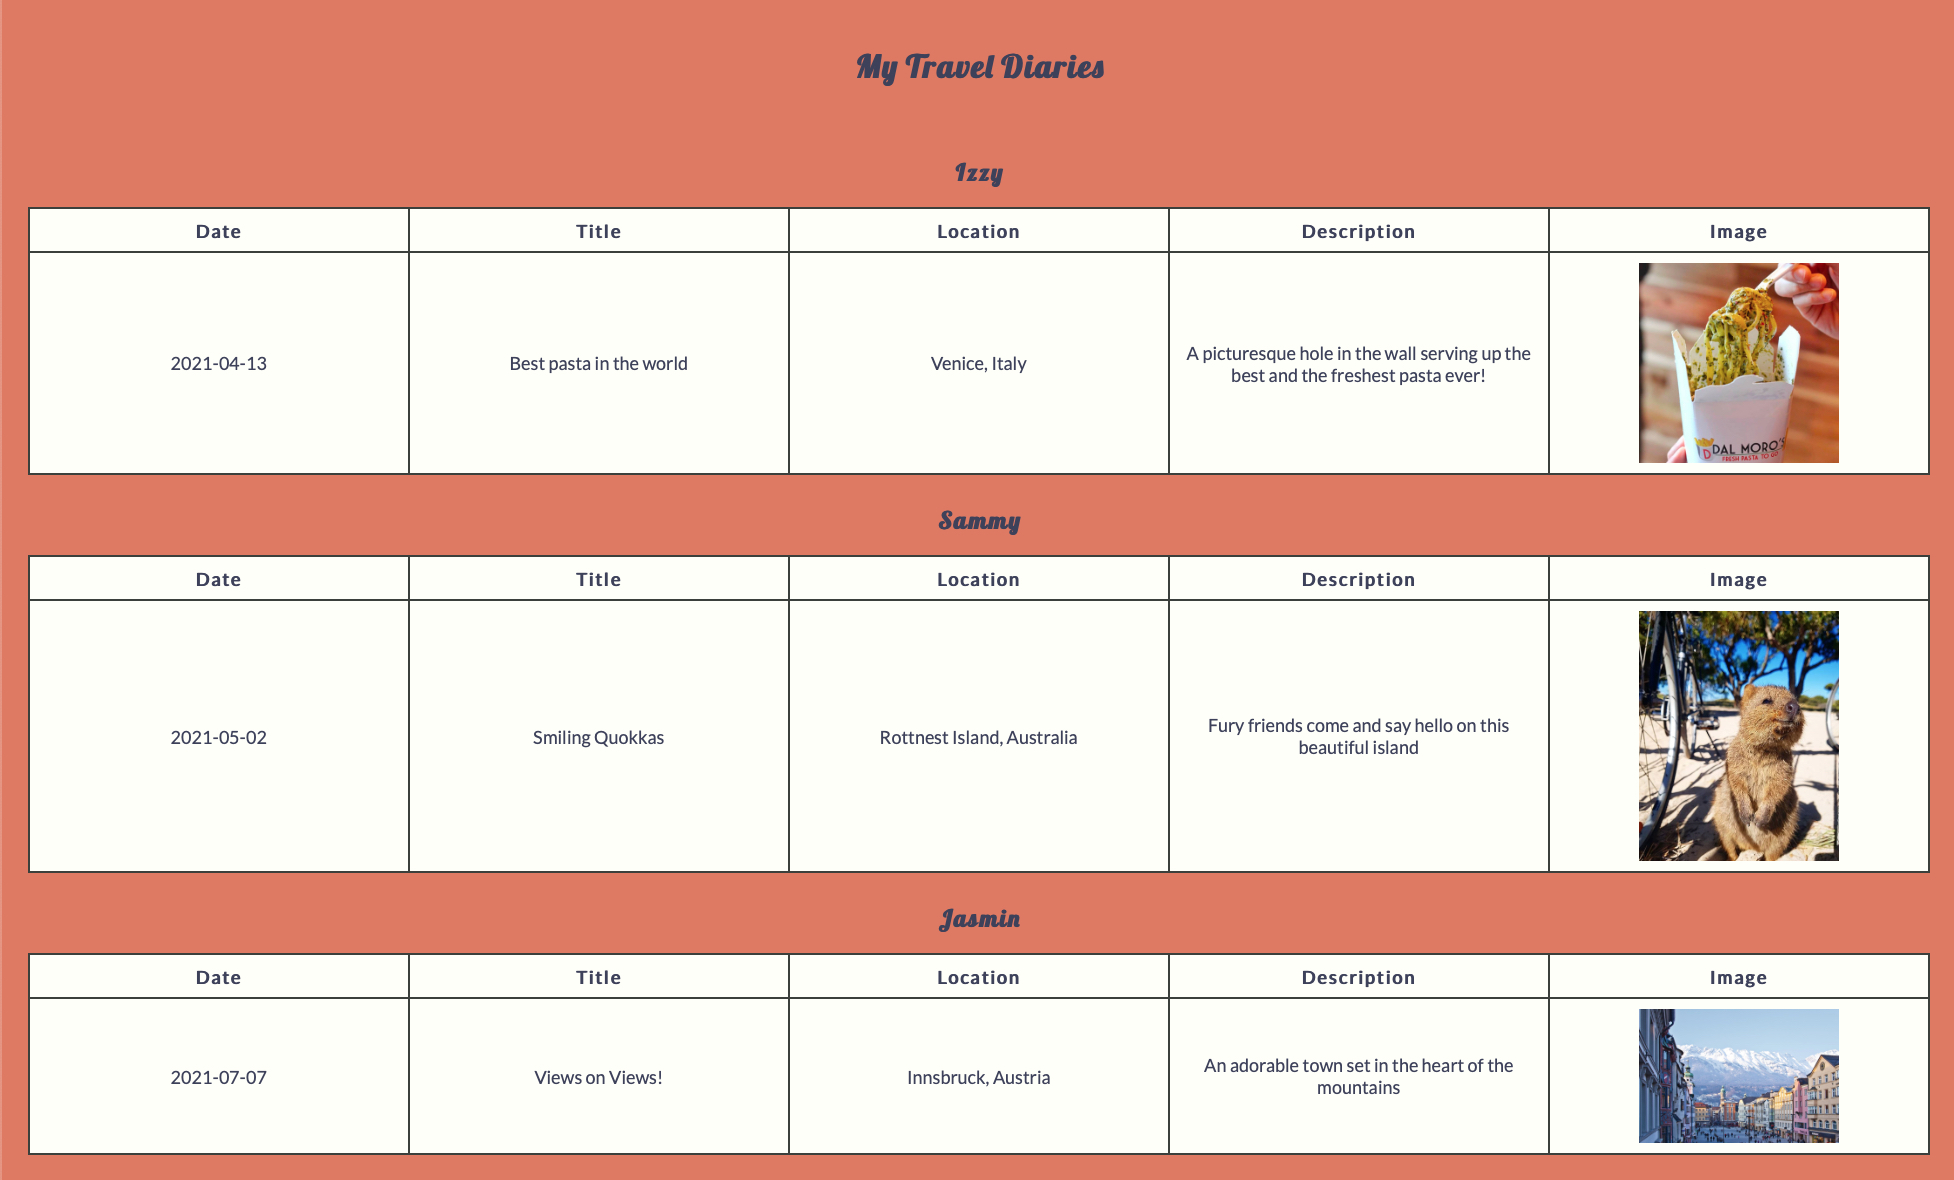 My Travel Diaries
Izzy
Date Title Location Description Image
2021-04-13 Best pasta in the world Venice, Italy A picturesque hole in the wall serving up the
best and the freshest pasta ever!
DAL MORO'S
FRESH PASTA TO GO
Sammy
Date Title Location Description Image
2021-05-02 Smiling Quokkas Rottnest Island, Australia Fury friends come and say hello on this
beautiful island
Jasmin
Date Title Location Description Image
2021-07-07 Views on Views! Innsbruck, Austria An adorable town set in the heart of the
mountains